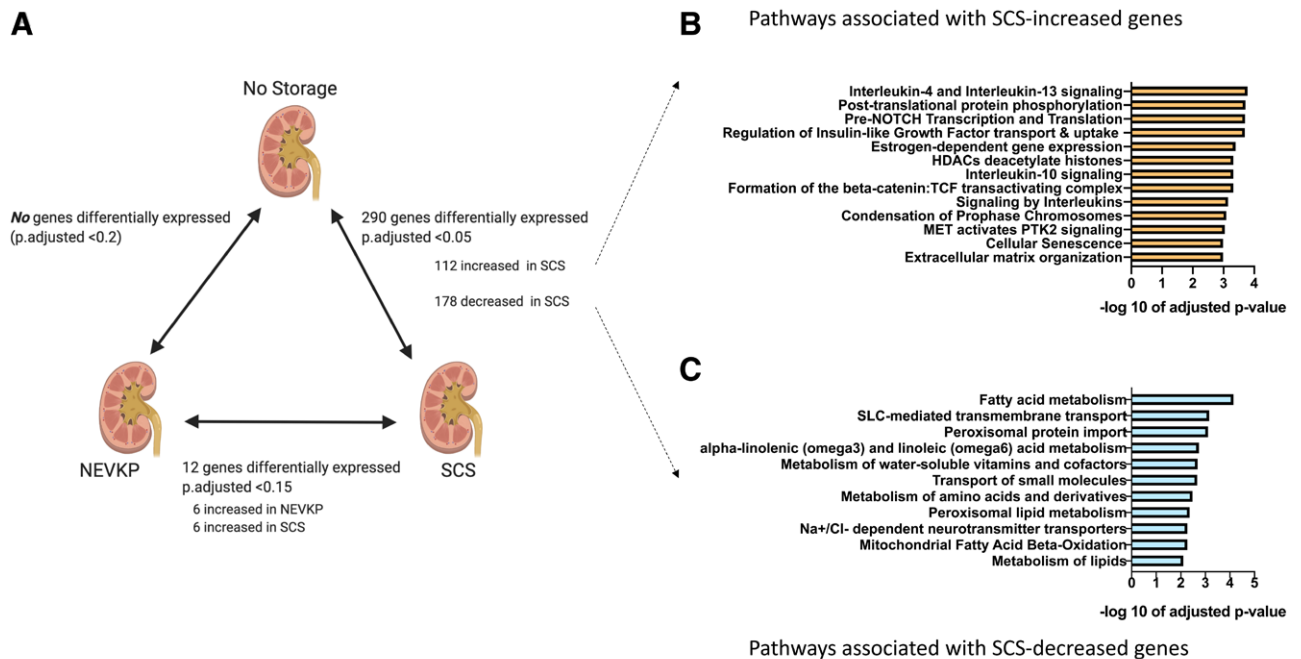 A
No Storage
No genes differentially expressed
(p.adjusted <0.2)
290 genes differentially expressed
p.adjusted <0.05
112 increased in SCS
178 decreased in SCS
NEVKP
SCS
12 genes differentially expressed
p.adjusted <0.15
6 increased in NEVKP
6 increased in SCS
B
Pathways associated with SCS-increased genes
Interleukin-4 and Interleukin-13 signaling
Post-translational protein phosphorylation
Pre-NOTCH Transcription and Translation
Regulation of Insulin-like Growth Factor transport & uptake
Estrogen-dependent gene expression
HDACs deacetylate histones
Interleukin-10 signaling
Formation of the beta-catenin:TCF transactivating complex
Signaling by Interleukins
Condensation of Prophase Chromosomes
MET activates PTK2 signaling
Cellular Senescence
Extracellular matrix organization
0 1 2 3 4
-log 10 of adjusted p-value
C
Fatty acid metabolism
SLC-mediated transmembrane transport
Peroxisomal protein import
alpha-linolenic (omega3) and linoleic (omega6) acid metabolism
Metabolism of water-soluble vitamins and cofactors
Transport of small molecules
Metabolism of amino acids and derivatives
Peroxisomal lipid metabolism
Na+/Cl- dependent neurotransmitter transporters
Mitochondrial Fatty Acid Beta-Oxidation
Metabolism of lipids
0 1 2 3 4 5
-log 10 of adjusted p-value
Pathways associated with SCS-decreased genes